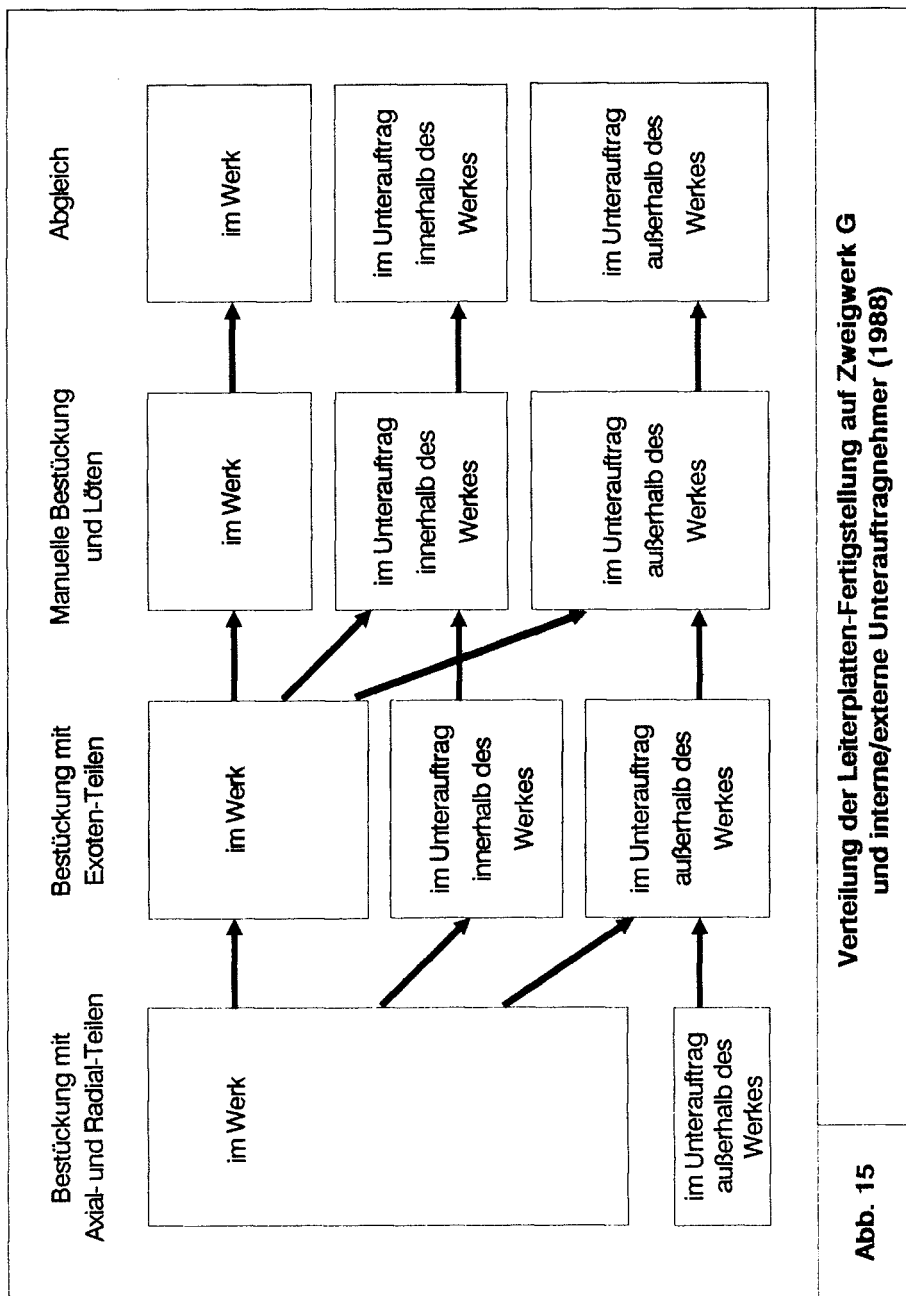 Bestückung mit
Axial- und Radial-Teilen
Bestückung mit
Exoten-Teilen
Manuelle Bestückung
und Löten
Abgleich
im Werk
im Werk
im Werk
im Werk
im Unterauftrag
innerhalb des
Werkes
im Unterauftrag
innerhalb des
Werkes
im Unterauftrag
innerhalb des
Werkes
im Unterauftrag
außerhalb des
Werkes
im Unterauftrag
außerhalb des
Werkes
im Unterauftrag
außerhalb des
Werkes
im Unterauftrag
außerhalb des
Werkes
Abb. 15
Verteilung der Leiterplatten-Fertigstellung auf Zweigwerk G
und interne/externe Unterauftragnehmer (1988)